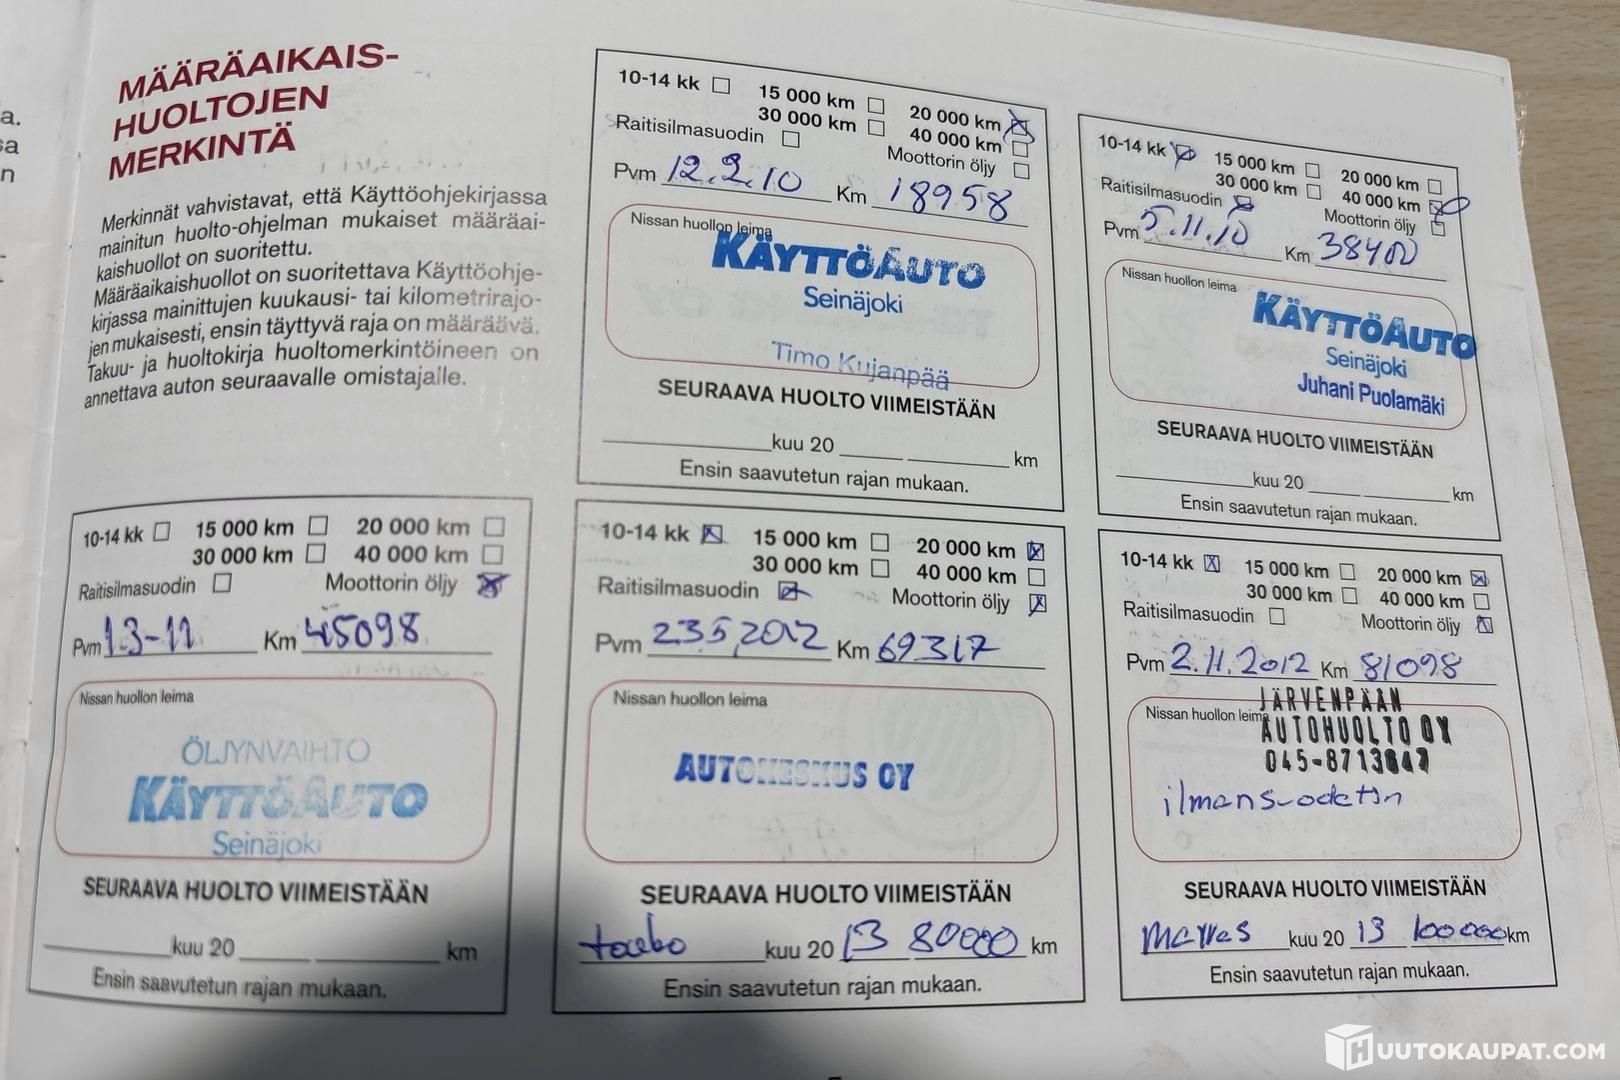 a.
sa
n
MÄÄRÄAIKAIS-
HUOLTOJEN
MERKINTÄ
Merkinnät vahvistavat, että Käyttöohjekirjassa
mainitun huolto-ohjelman mukaiset määräai-
kaishuollot on suoritettu.
Määräaikaishuollot on suoritettava Käyttöohje-
kirjassa mainittujen kuukausi- tai kilometrirajo-
jen mukaisesti, ensin täyttyvä raja on määräävä.
Takuu- ja huoltokirja huoltomerkintöineen on
annettava auton seuraavalle omistajalle.
10-14 kk 15 000 km 20 000 km
30 000 km 40 000 km
Raitisilmasuodin Moottorin öljy
Pvm 12.2.10 Km 18958
Nissan huollon leima
KÄYTTÖAUTO
Seinäjoki
Timo Kujanpää
SEURAAVA HUOLTO VIIMEISTÄÄN
kuu 20 km
Ensin saavutetun rajan mukaan.
10-14 kk 15 000 km 20 000 km
30 000 km 40 000 km
Raitisilmasuodin Moottorin öljy
Pvm 5.11.10 Km 38400
Nissan huollon leima
KÄYTTÖAUTO
Seinäjoki
Juhani Puolamäki
SEURAAVA HUOLTO VIIMEISTÄÄN
kuu 20 km
Ensin saavutetun rajan mukaan.
10-14 kk 15 000 km 20 000 km
30 000 km 40 000 km
Raitisilmasuodin Moottorin öljy
Pvm 1.3-11 Km 45098
Nissan huollon leima
ÖLJYNVAIHTO
KÄYTTÖAUTO
Seinäjoki
SEURAAVA HUOLTO VIIMEISTÄÄN
kuu 20 km
Ensin saavutetun rajan mukaan.
10-14 kk 15 000 km 20 000 km
30 000 km 40 000 km
Raitisilmasuodin Moottorin öljy
Pvm 23.5.2012 Km 69317
Nissan huollon leima
AUTOKESKUS OY
SEURAAVA HUOLTO VIIMEISTÄÄN
kuu 20 13 80000 km
Ensin saavutetun rajan mukaan.
10-14 kk 15 000 km 20 000 km
30 000 km 40 000 km
Raitisilmasuodin Moottorin öljy
Pvm 2.11.2012 Km 81098
JÄRVENPÄÄN
Nissan huollon leima
AUTOHUOLTO OY
045-8713647
ilmansuodatin
SEURAAVA HUOLTO VIIMEISTÄÄN
marras kuu 20 13 100000 km
Ensin saavutetun rajan mukaan.
HUUTOKAUPAT.COM